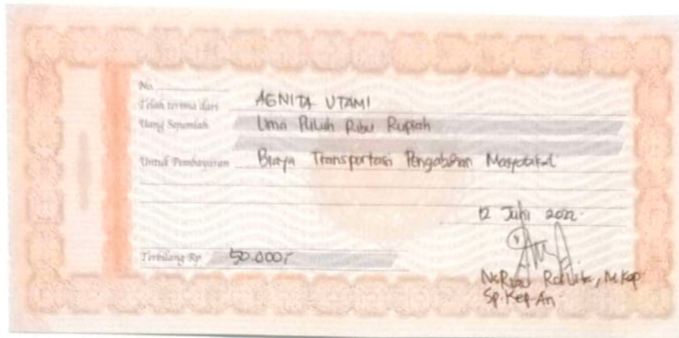 No.
Telah terima dari AGNITA UTAMI
Uang Sejumlah Lima Puluh Ribu Rupiah
Untuk Pembayaran Biaya Transportasi Pengabdian Masyarakat
12 Juli 2022
Terbilang Rp. 50.000,-
M.Kep
Sp.Kep.An